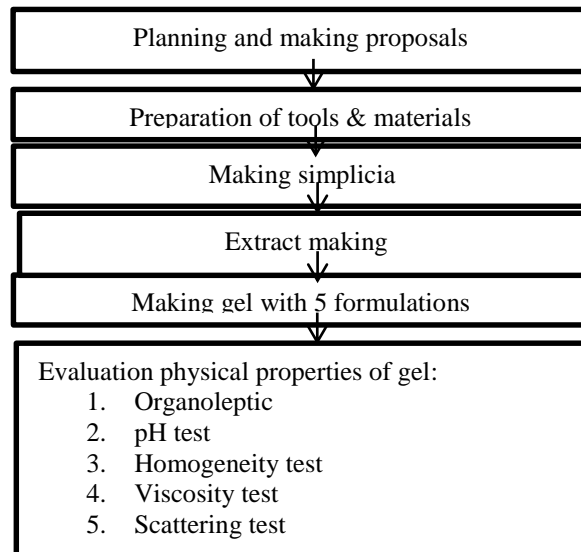 Planning and making proposals
Preparation of tools & materials
Making simplicia
Extract making
Making gel with 5 formulations
Evaluation physical properties of gel:
1. Organoleptic
2. pH test
3. Homogeneity test
4. Viscosity test
5. Scattering test